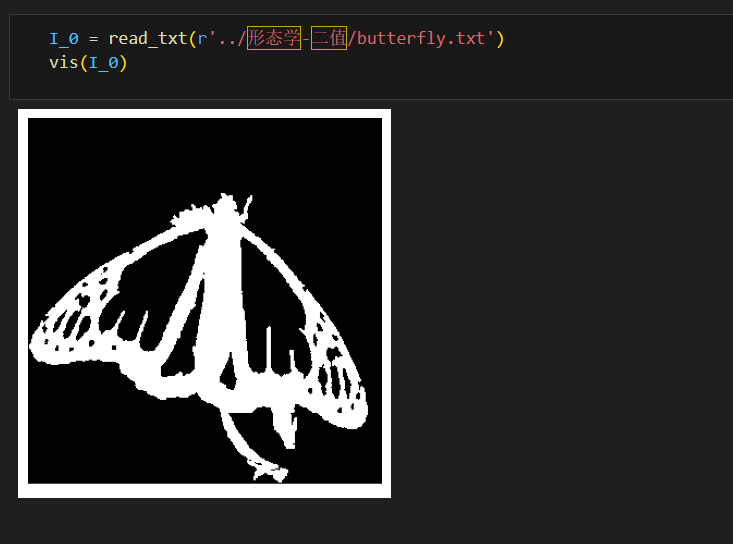 I_0 = read_txt(r'../形态学-二值/butterfly.txt')
vis(I_0)